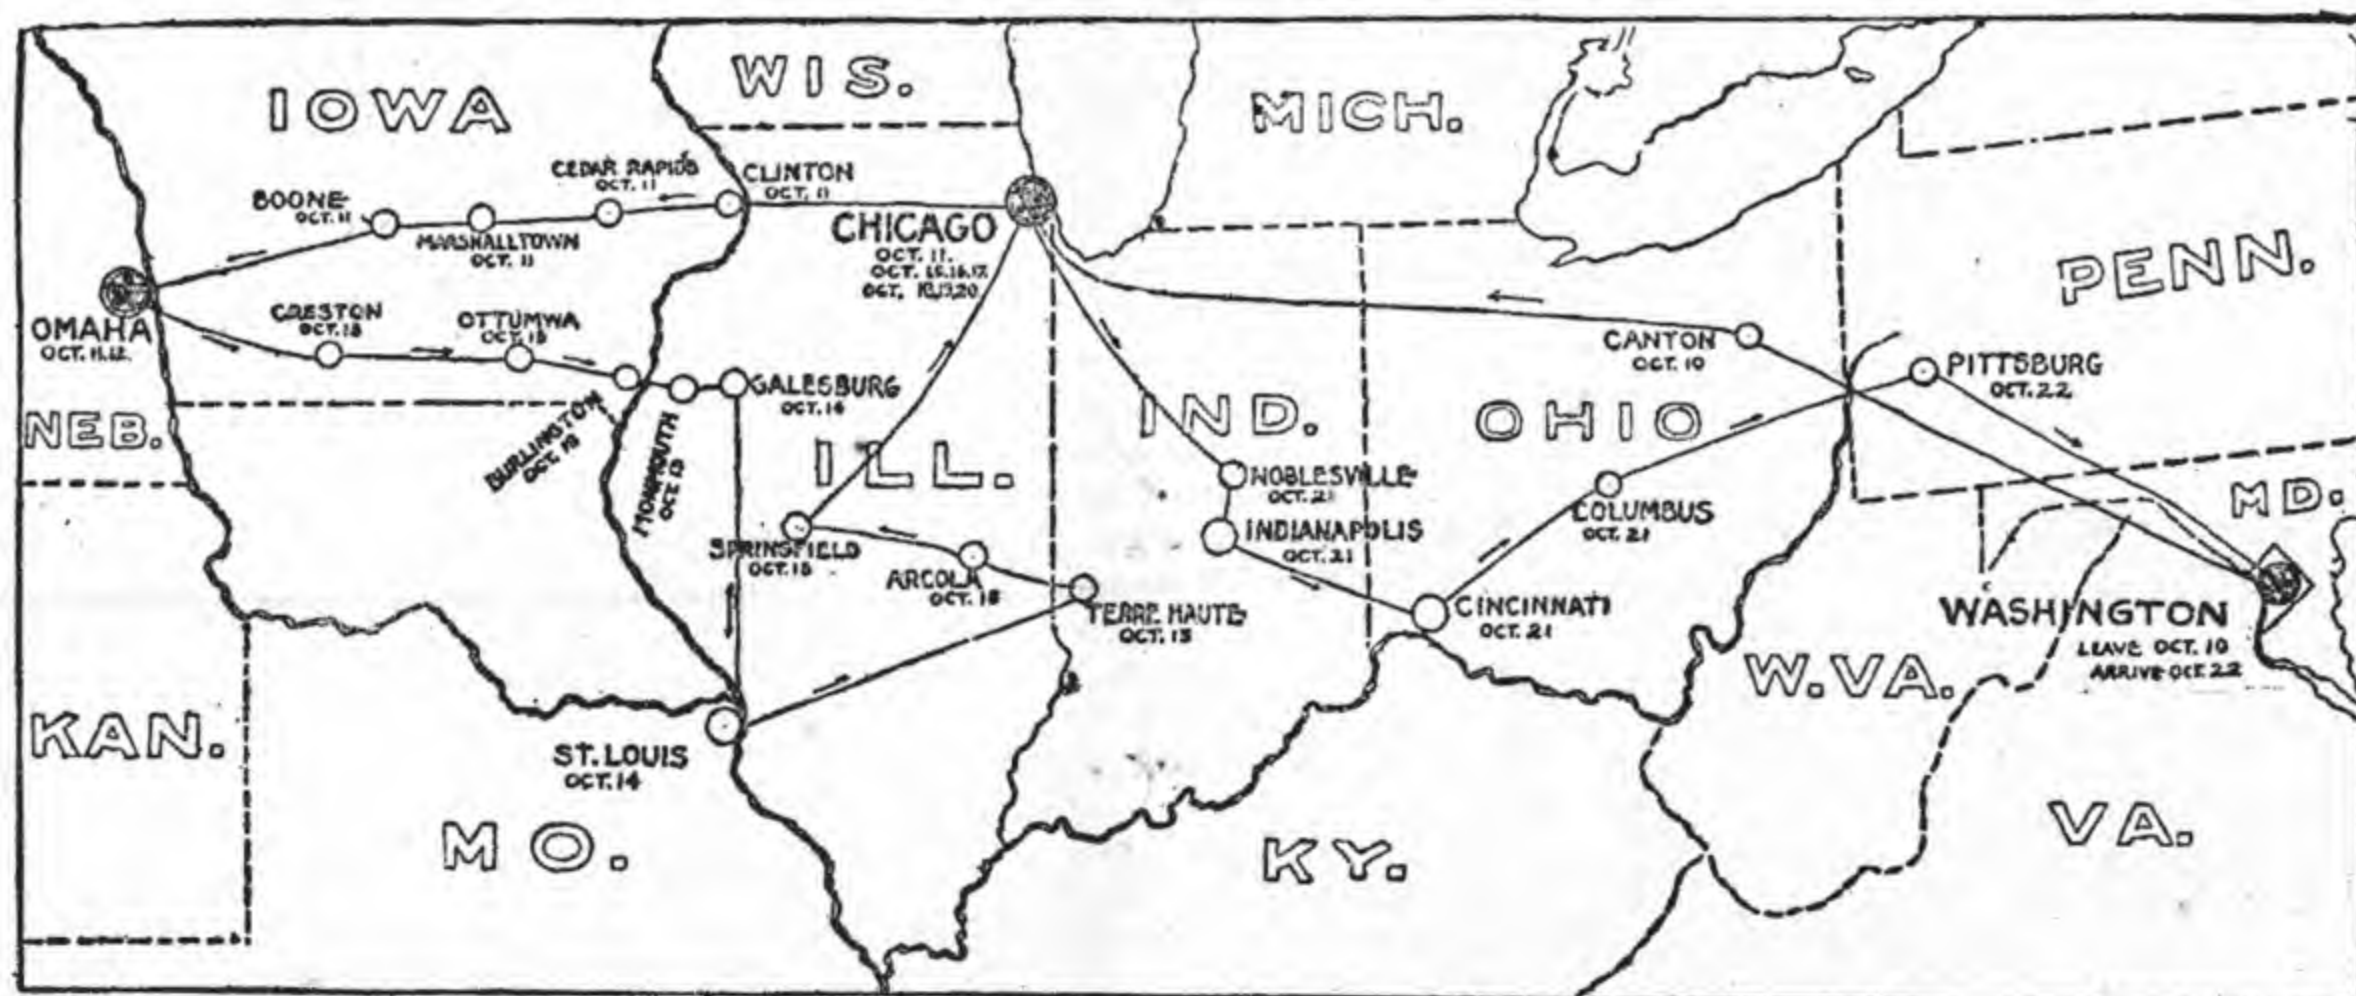 IOWA
WIS.
MICH.
CEDAR RAPIDS
OCT. 11
CLINTON
OCT. 11
BOONE
OCT. 11
MARSHALLTOWN
OCT. 11
CHICAGO
OCT. 11.
OCT. 15.16.17.
PENN.
OMAHA
OCT. 11.12.
CRESTON
OTTUMWA
CANTON
OCT. 10
PITTSBURG
OCT. 22
NEB.
BURLINGTON
MONMOUTH
OCT 13
GALESBURG
ILL.
IND.
OHIO
NOBLESVILLE
OCT. 21
INDIANAPOLIS
OCT. 21
COLUMBUS
OCT. 21
MD.
SPRINGFIELD
OCT. 15
ARCOLA
OCT. 15
TERRE HAUTE
OCT. 15
CINCINNATI
OCT. 21
WASHINGTON
LEAVE OCT. 10
ARRIVE OCT. 22
W.VA.
KAN.
ST. LOUIS
OCT. 14
MO.
KY.
VA.